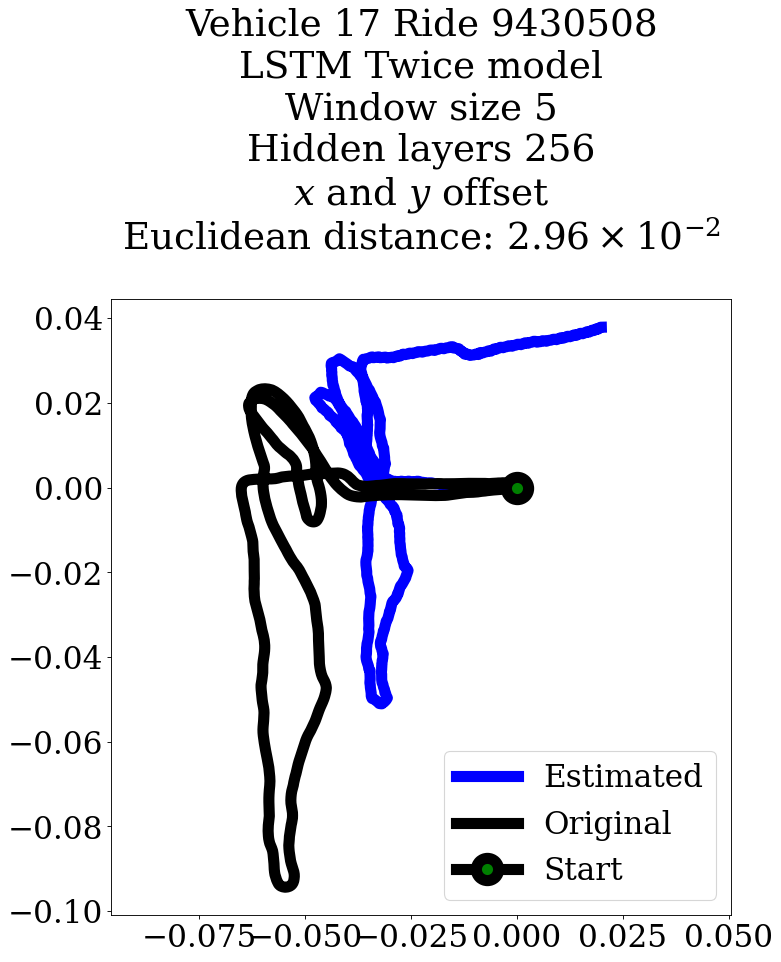 Vehicle 17 Ride 9430508
LSTM Twice model
Window size 5
Hidden layers 256
x and y offset
Euclidean distance: 2.96 × 10⁻²
0.04
0.02
0.00
−0.02
−0.04
−0.06
−0.08
−0.10
Estimated
Original
Start
−0.075 −0.050 −0.025 0.000 0.025 0.050